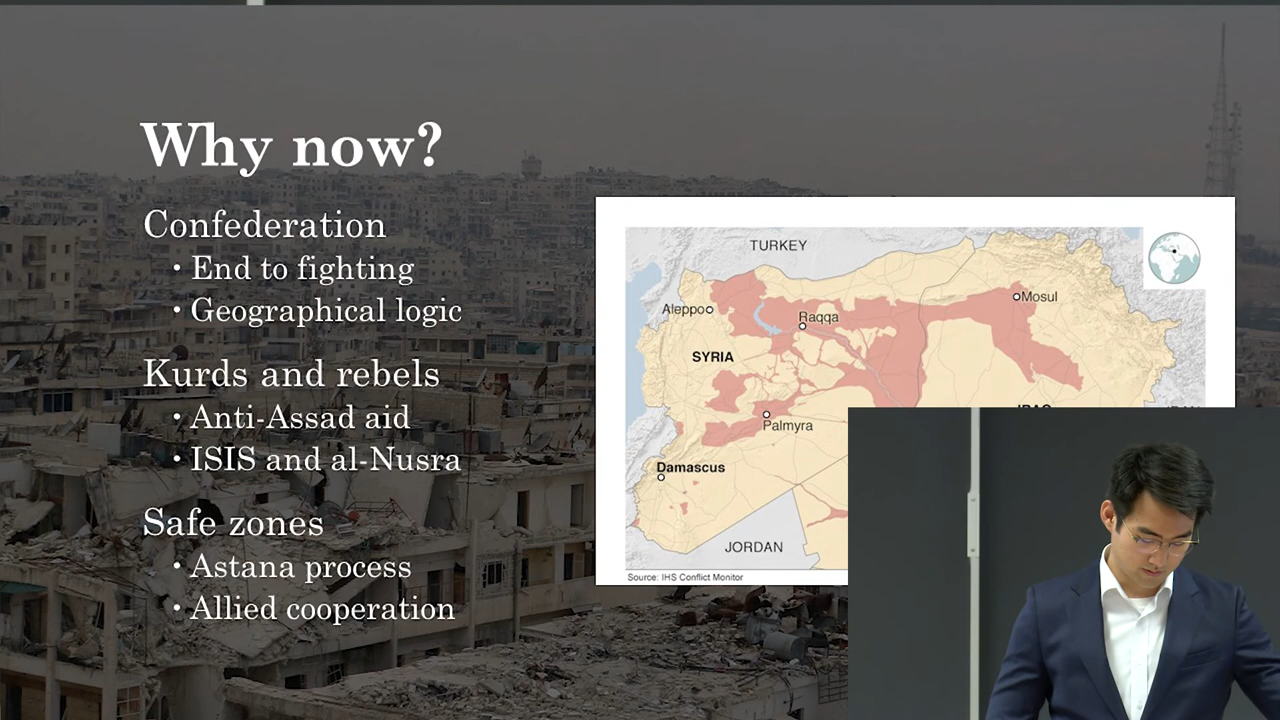 Why now?
Confederation
• End to fighting
• Geographical logic
Kurds and rebels
• Anti-Assad aid
• ISIS and al-Nusra
Safe zones
• Astana process
• Allied cooperation
TURKEY
Aleppo
Raqqa
Mosul
SYRIA
Palmyra
Damascus
JORDAN
Source: IHS Conflict Monitor